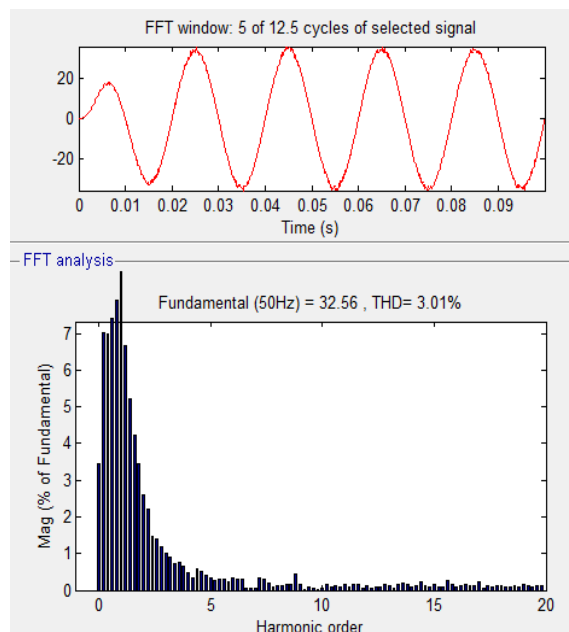 FFT window: 5 of 12.5 cycles of selected signal
20
0
-20
0 0.01 0.02 0.03 0.04 0.05 0.06 0.07 0.08 0.09
Time (s)
FFT analysis
Fundamental (50Hz) = 32.56 , THD= 3.01%
Mag (% of Fundamental)
7
6
5
4
3
2
1
0
0 5 10 15 20
Harmonic order